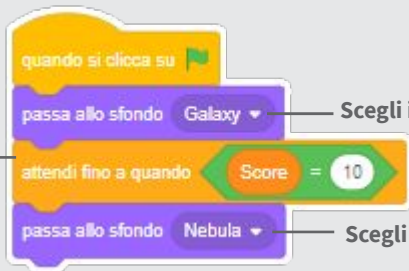 quando si clicca su
passa allo sfondo Galaxy Scegli i
attendi fino a quando Score = 10
passa allo sfondo Nebula Scegli